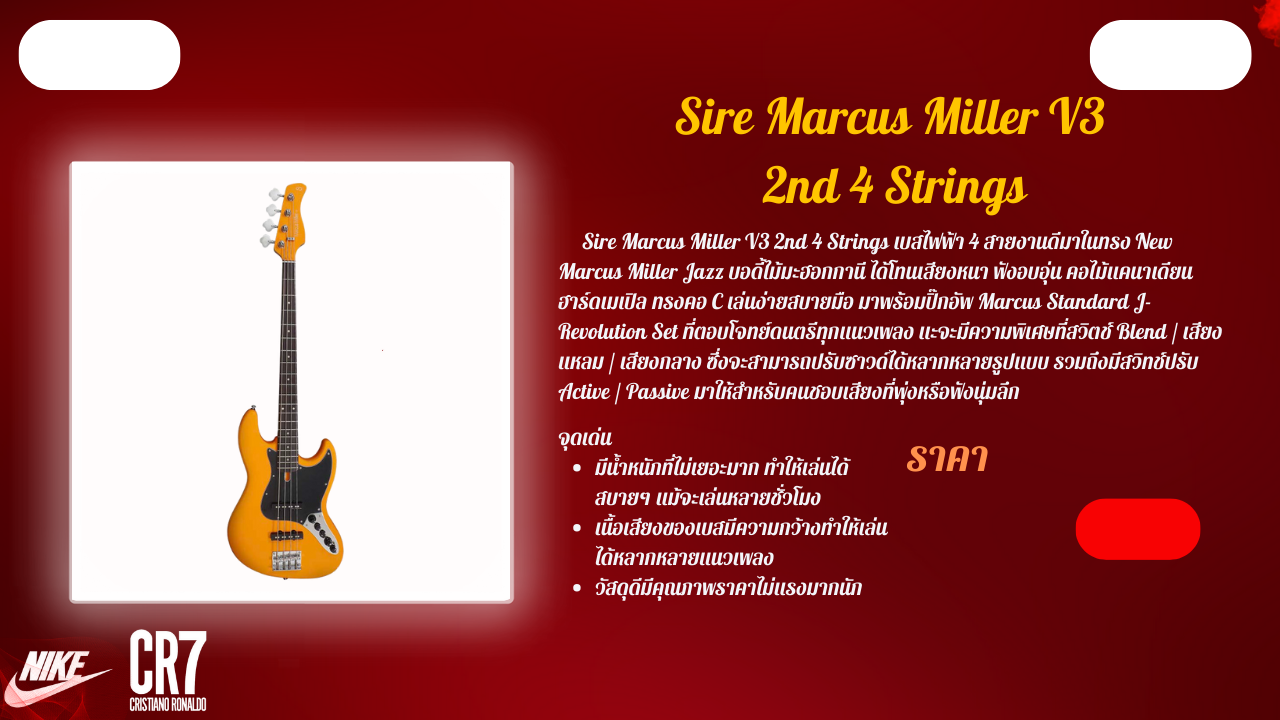 Sire Marcus Miller V3
2nd 4 Strings
Sire Marcus Miller V3 2nd 4 Strings เบสไฟฟ้า 4 สายงานดีมาในทรง New
Marcus Miller Jazz บอดี้ไม้มะฮอกกานี ได้โทนเสียงหนา ฟังอบอุ่น คอไม้แคนาเดียน
ฮาร์ดเมเปิล ทรงคอ C เล่นง่ายสบายมือ มาพร้อมปิ๊กอัพ Marcus Standard J-
Revolution Set ที่ตอบโจทย์ดนตรีทุกแนวเพลง แะจะมีความพิเศษที่สวิตช์ Blend / เสียง
แหลม / เสียงกลาง ซึ่งจะสามารถปรับซาวด์ได้หลากหลายรูปแบบ รวมถึงมีสวิทช์ปรับ
Active / Passive มาให้สำหรับคนชอบเสียงที่พุ่งหรือฟังนุ่มลึก
จุดเด่น
• มีน้ำหนักที่ไม่เยอะมาก ทำให้เล่นได้
สบายๆ แม้จะเล่นหลายชั่วโมง
• เนื้อเสียงของเบสมีความกว้างทำให้เล่น
ได้หลากหลายแนวเพลง
• วัสดุดีมีคุณภาพราคาไม่แรงมากนัก
ราคา
NIKE
CR7
CRISTIANO RONALDO